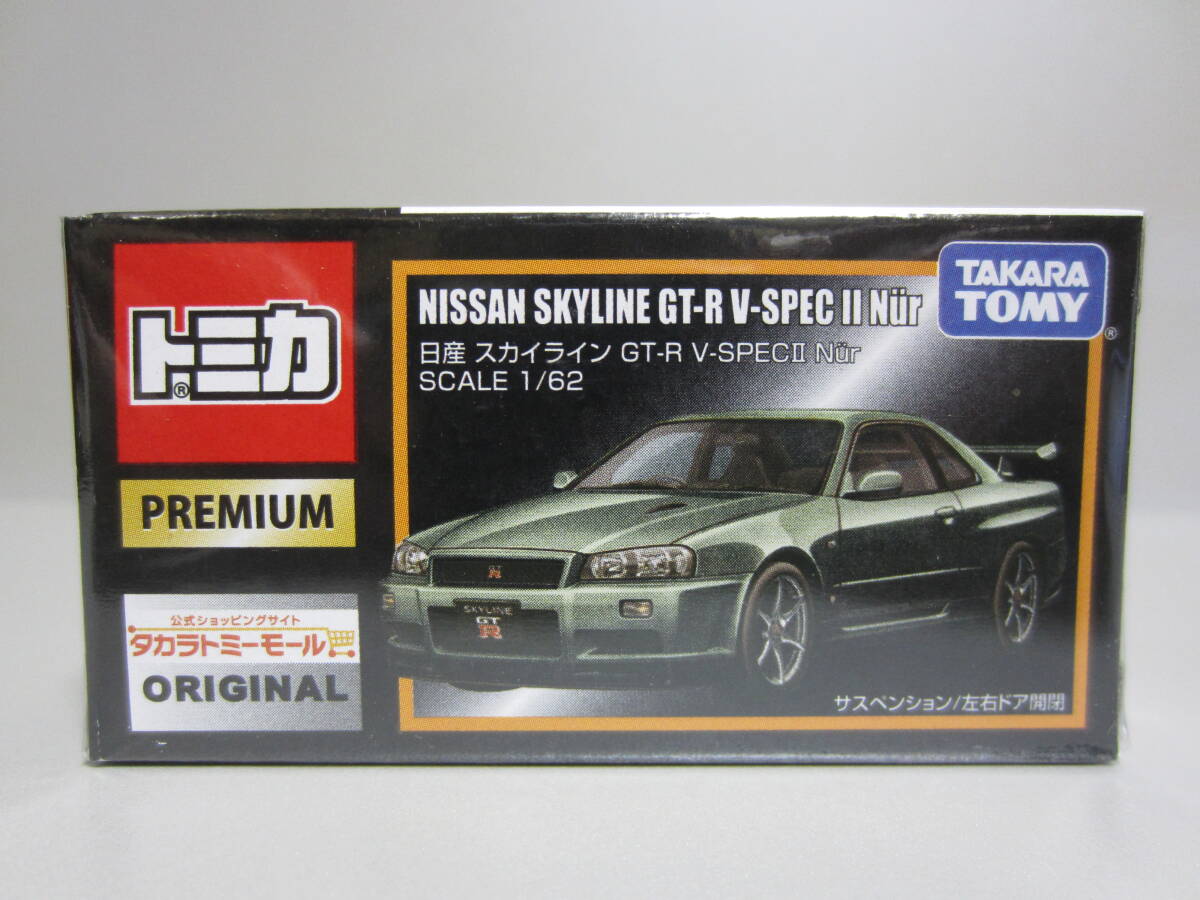 トミカ
®
PREMIUM
公式ショッピングサイト
タカラトミーモール
ORIGINAL
NISSAN SKYLINE GT-R V-SPEC II Nür
日産 スカイライン GT-R V-SPECⅡ Nür
SCALE 1/62
TAKARA
TOMY
®
GT
R
SKYLINE
GT
R
サスペンション/左右ドア開閉